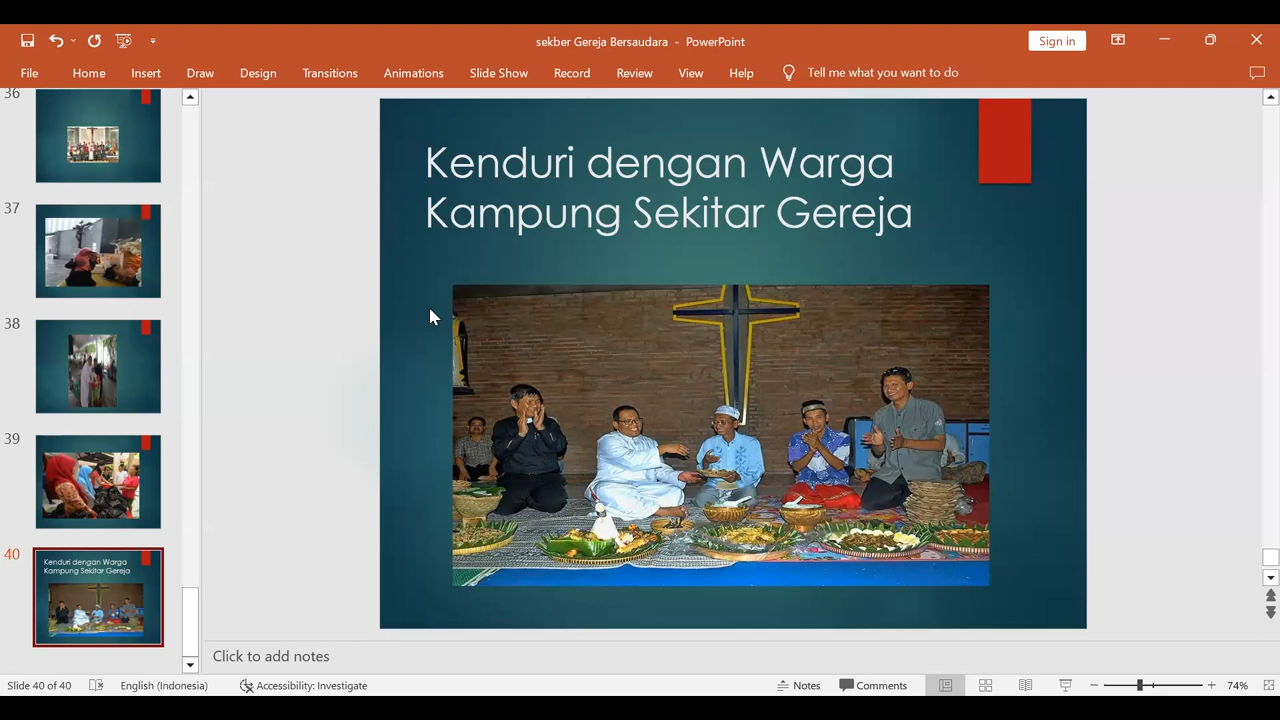 sekber Gereja Bersaudara - PowerPoint
Sign in
File Home Insert Draw Design Transitions Animations Slide Show Record Review View Help Tell me what you want to do
36
37
38
39
40
Kenduri dengan Warga
Kampung Sekitar Gereja
Kenduri dengan Warga
Kampung Sekitar Gereja
Click to add notes
Slide 40 of 40 English (Indonesia) Accessibility: Investigate Notes Comments 74%